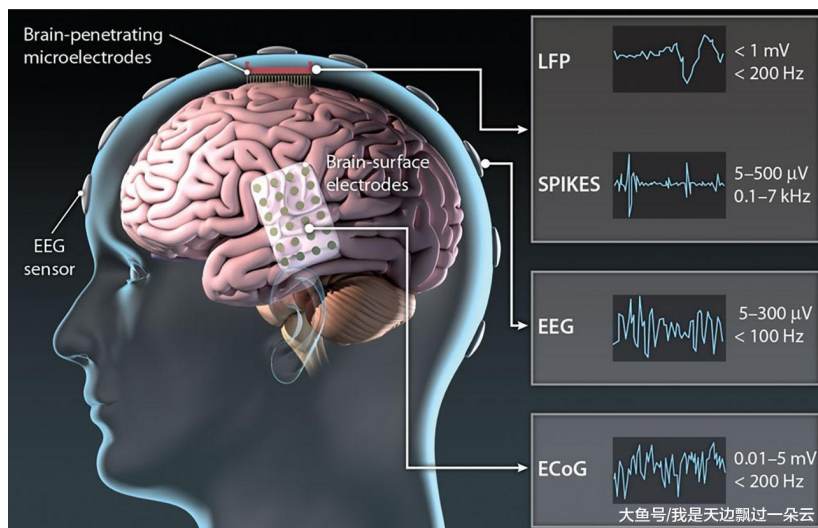 Brain-penetrating
microelectrodes
EEG
sensor
Brain-surface
electrodes
LFP
< 1 mV
< 200 Hz
SPIKES
5–500 µV
0.1–7 kHz
EEG
5–300 µV
< 100 Hz
ECoG
0.01–5 mV
< 200 Hz
大鱼号/我是天边飘过一朵云